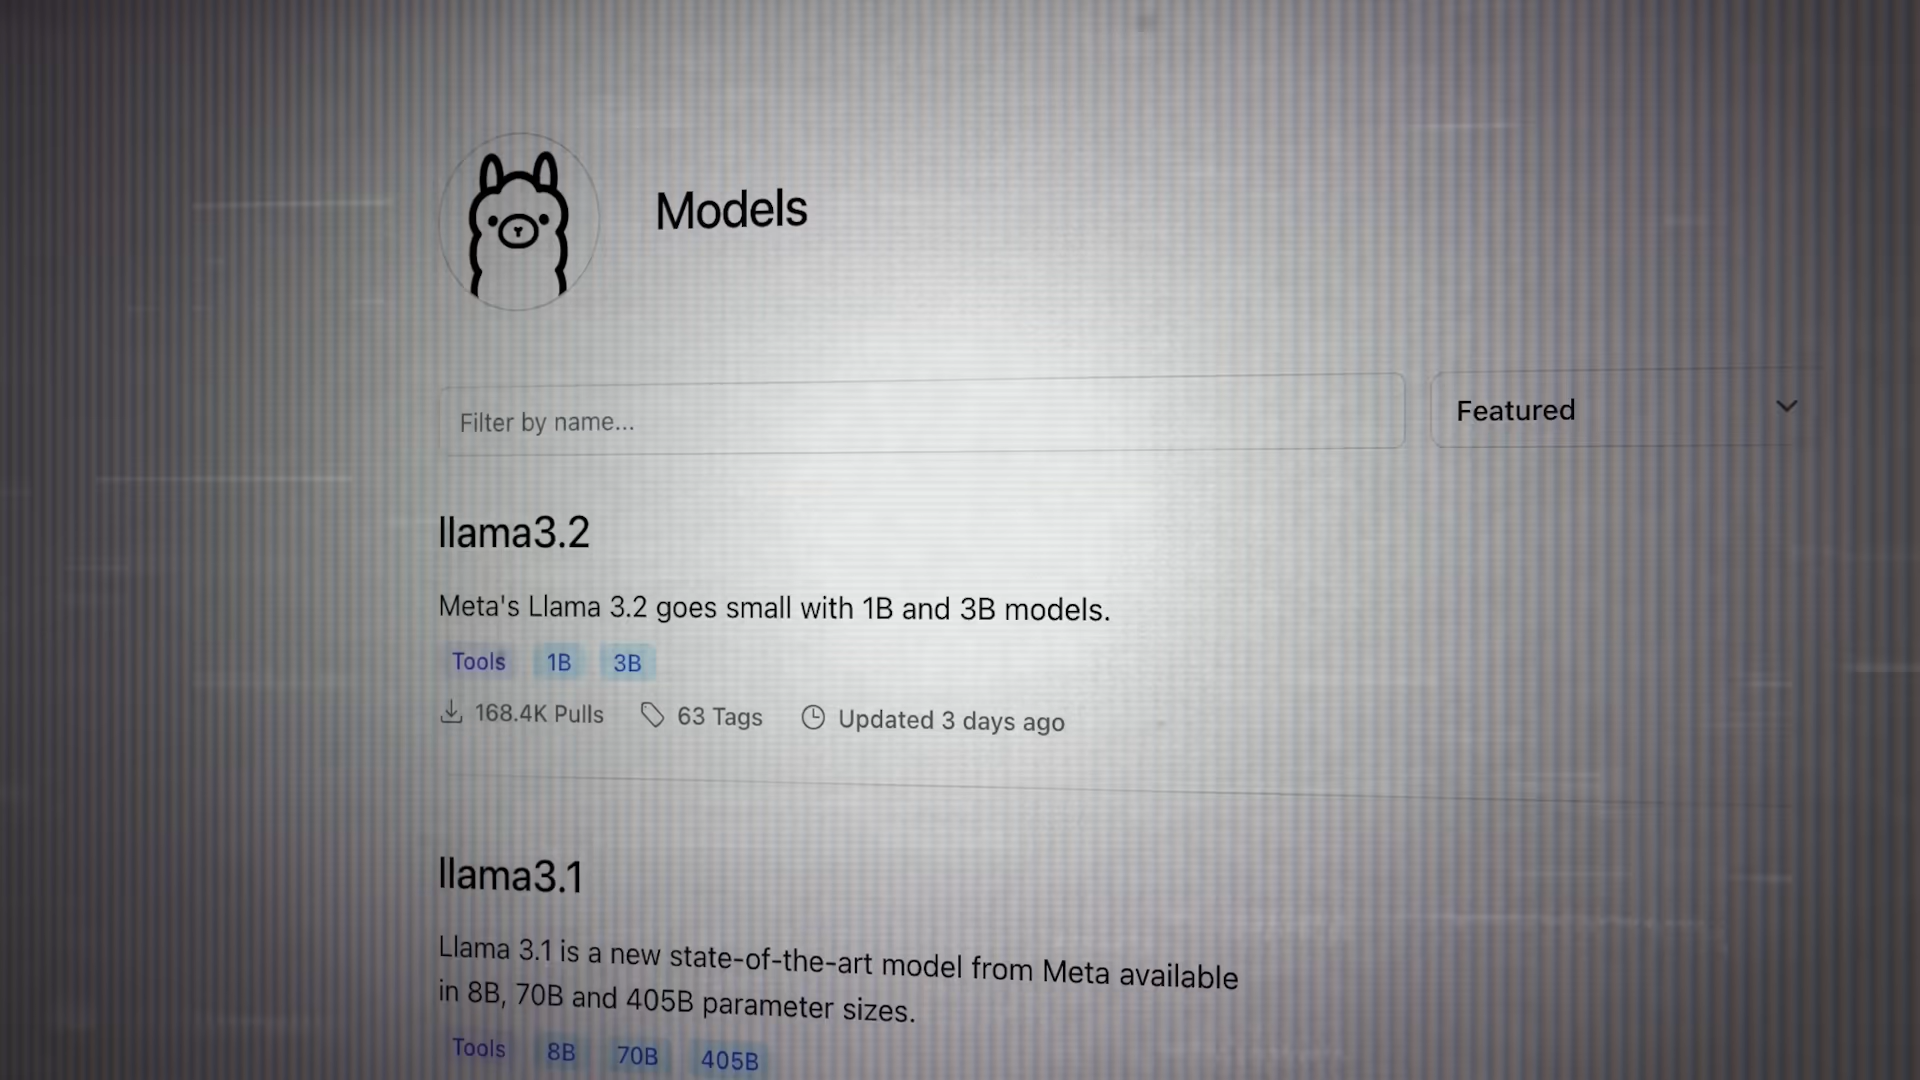 Models
Filter by name...
Featured
llama3.2
Meta's Llama 3.2 goes small with 1B and 3B models.
Tools 1B 3B
168.4K Pulls 63 Tags Updated 3 days ago
llama3.1
Llama 3.1 is a new state-of-the-art model from Meta available
in 8B, 70B and 405B parameter sizes.
Tools 8B 70B 405B